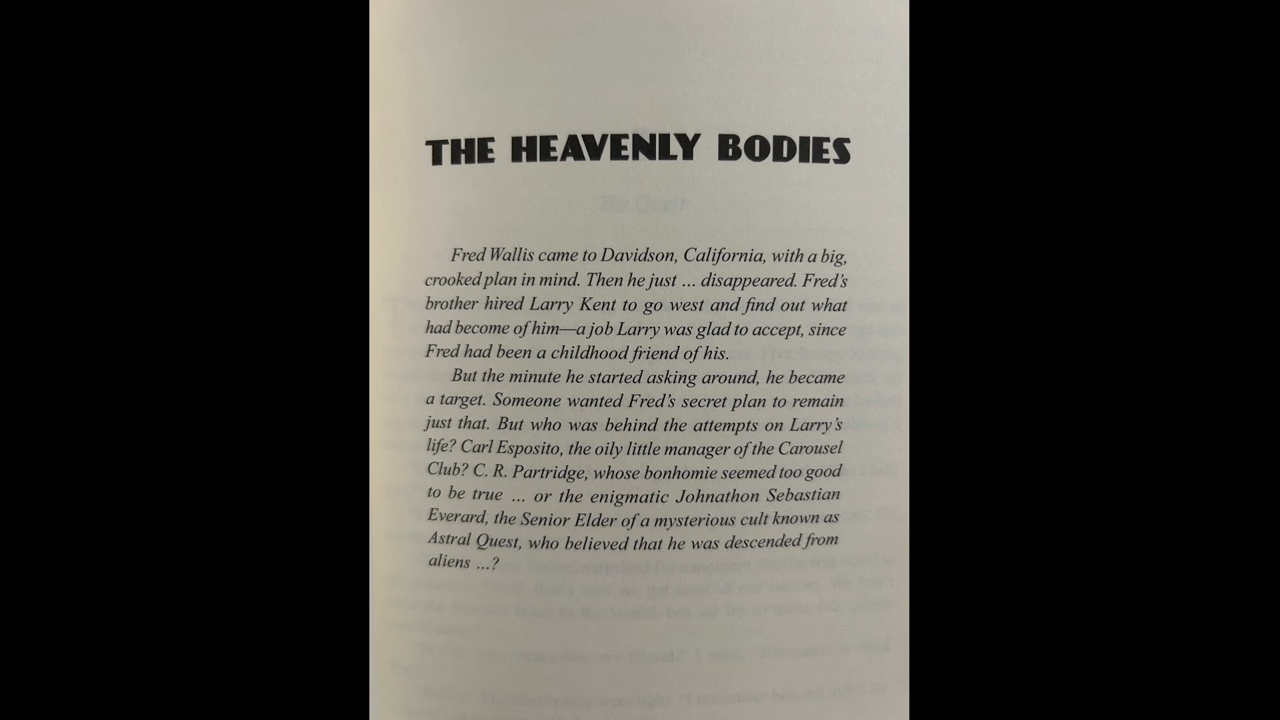 THE HEAVENLY BODIES
The Quest
Fred Wallis came to Davidson, California, with a big,
crooked plan in mind. Then he just ... disappeared. Fred's
brother hired Larry Kent to go west and find out what
had become of him—a job Larry was glad to accept, since
Fred had been a childhood friend of his.
But the minute he started asking around, he became
a target. Someone wanted Fred's secret plan to remain
just that. But who was behind the attempts on Larry's
life? Carl Esposito, the oily little manager of the Carousel
Club? C. R. Partridge, whose bonhomie seemed too good
to be true ... or the enigmatic Johnathon Sebastian
Everard, the Senior Elder of a mysterious cult known as
Astral Quest, who believed that he was descended from
aliens ...?